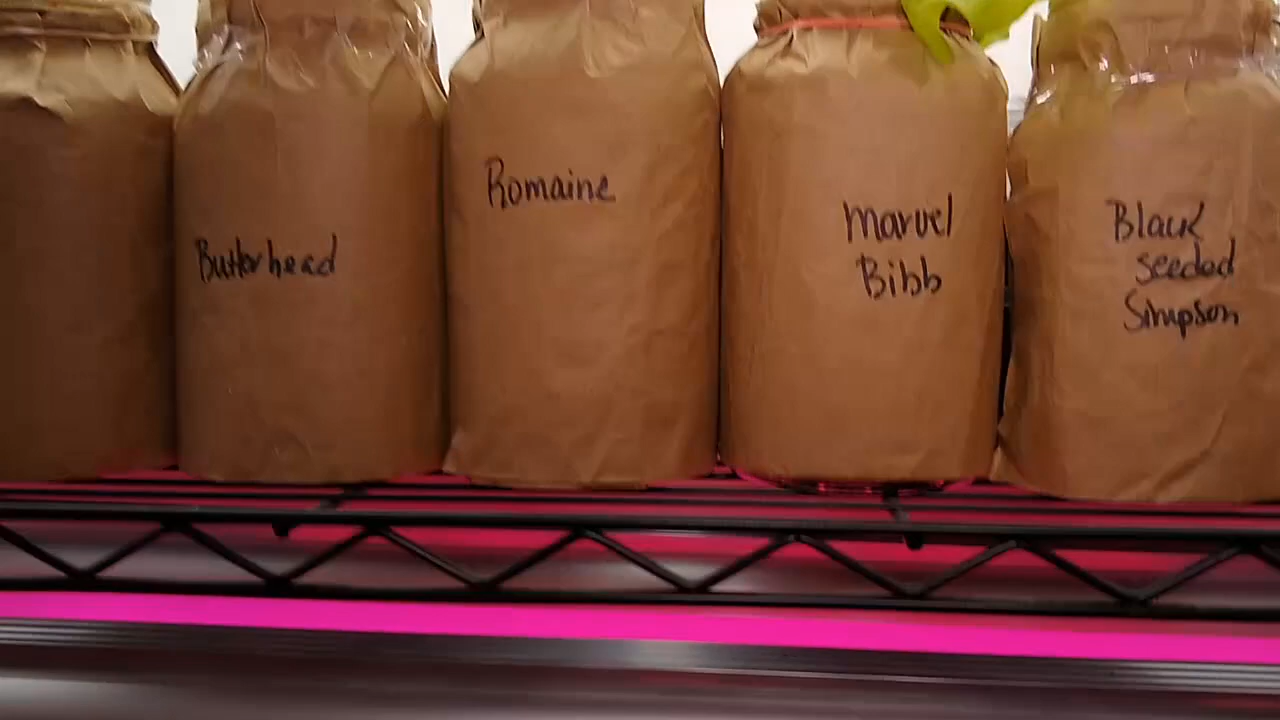 Butterhead
Romaine
Marvel
Bibb
Black
seeded
Simpson